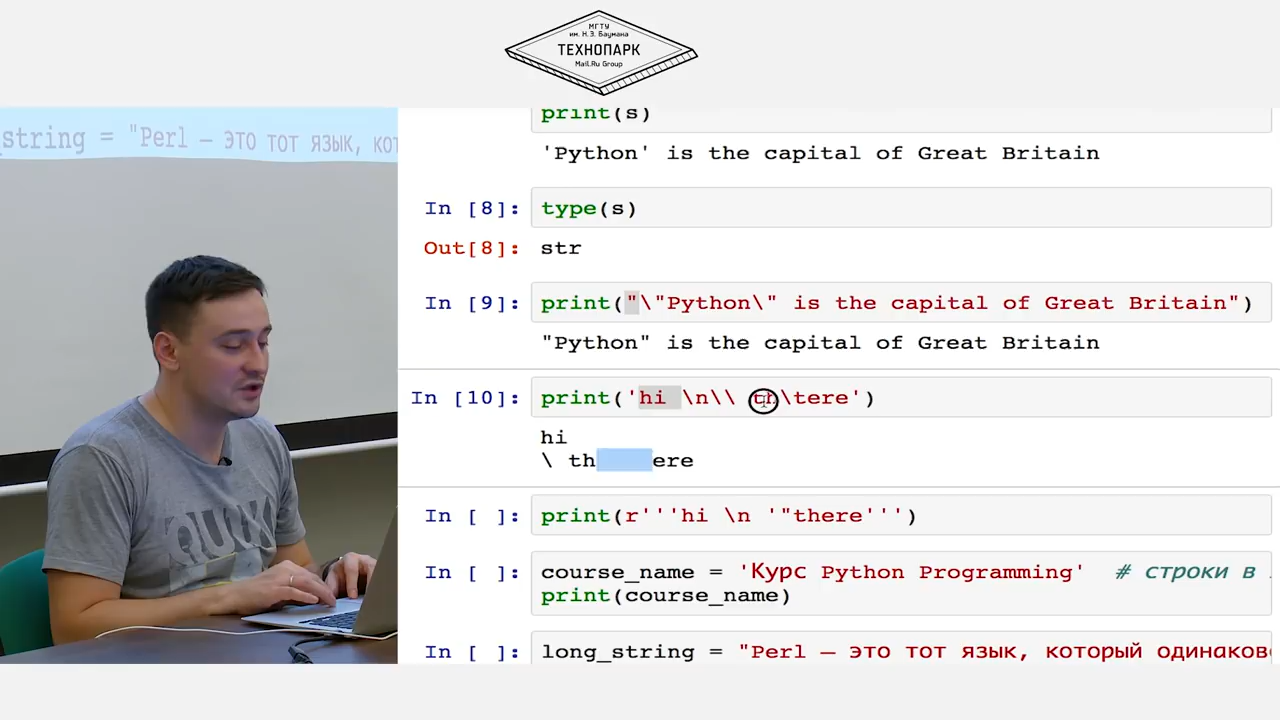 МГТУ
им. Н.Э. Баумана
ТЕХНОПАРК
Mail.Ru Group
string = "Perl — это тот язык,
print(s)
'Python' is the capital of Great Britain
In [8]: type(s)
Out[8]: str
In [9]: print("\"Python\" is the capital of Great Britain")
"Python" is the capital of Great Britain
In [10]: print('hi \n\\ th\tere')
hi
\ th    ere
In [ ]: print(r'''hi \n '"there''')
In [ ]: course_name = 'Курс Python Programming' # строки в
print(course_name)
In [ ]: long_string = "Perl — это тот язык, который